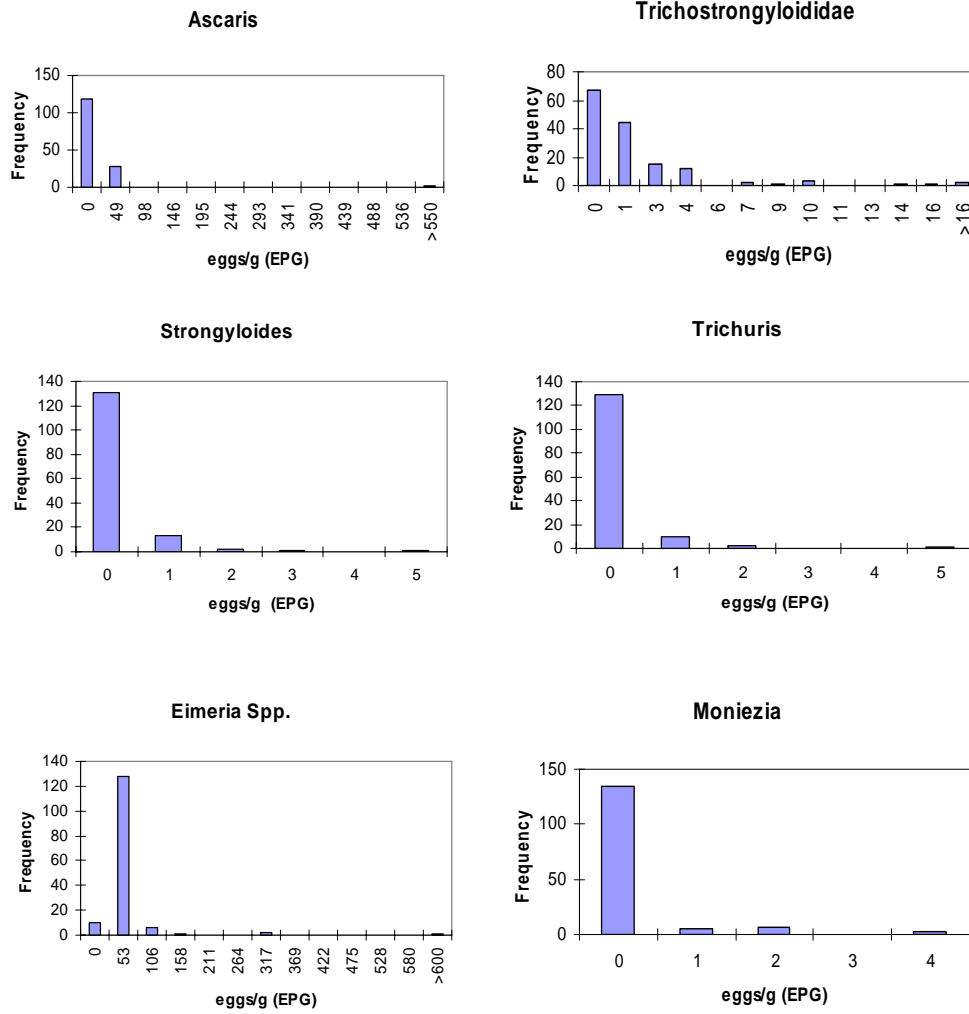 Ascaris
150
100
50
0
Frequency
0 49 98 146 195 244 293 341 390 439 488 536 >550
eggs/g (EPG)
Trichostrongyloididae
80
60
40
20
0
Frequency
0 1 3 4 6 7 9 10 11 13 14 16 >16
eggs/g (EPG)
Strongyloides
140
120
100
80
60
40
20
0
Frequency
0 1 2 3 4 5
eggs/g (EPG)
Trichuris
140
120
100
80
60
40
20
0
Frequency
0 1 2 3 4 5
eggs/g (EPG)
Eimeria Spp.
140
120
100
80
60
40
20
0
Frequency
0 53 106 158 211 264 317 369 422 475 528 580 >600
eggs/g (EPG)
Moniezia
150
100
50
0
Frequency
0 1 2 3 4
eggs/g (EPG)